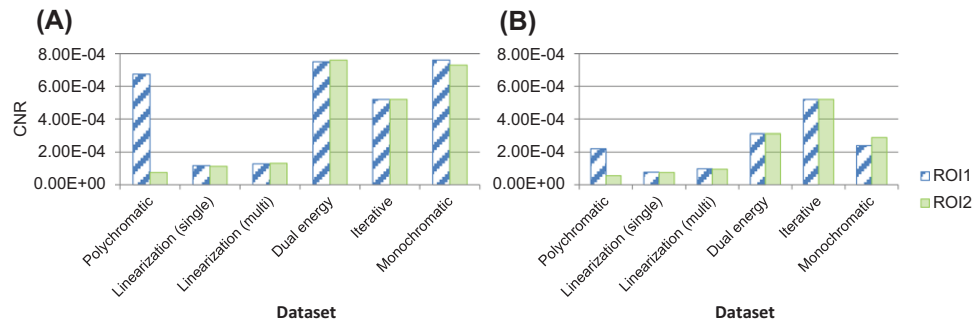 (A)
8.00E-04
6.00E-04
4.00E-04
2.00E-04
0.00E+00
CNR
Polychromatic
Linearization (single)
Linearization (multi)
Dual energy
Iterative
Monochromatic
Dataset
(B)
8.00E-04
6.00E-04
4.00E-04
2.00E-04
0.00E+00
Polychromatic
Linearization (single)
Linearization (multi)
Dual energy
Iterative
Monochromatic
Dataset
ROI1
ROI2